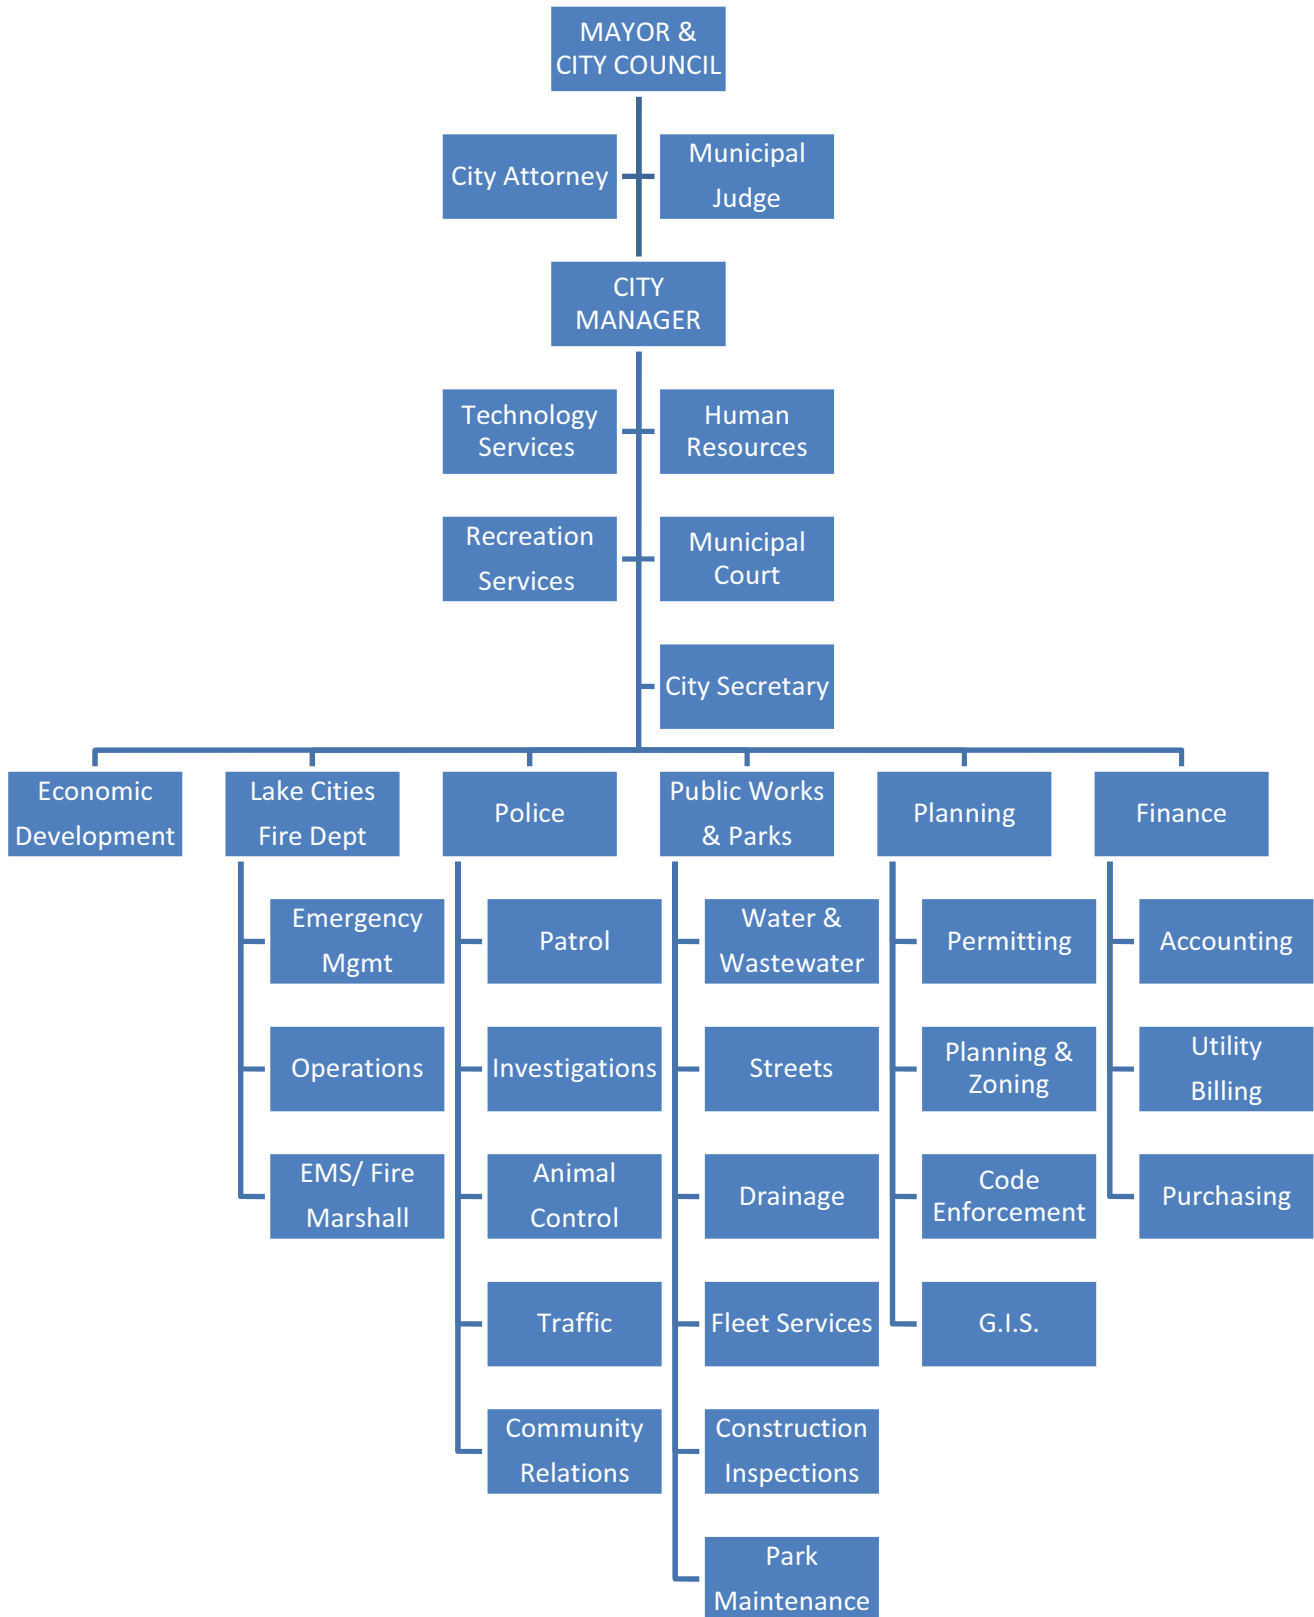 MAYOR &
CITY COUNCIL
City Attorney
Municipal
Judge
CITY
MANAGER
Technology
Services
Human
Resources
Recreation
Services
Municipal
Court
City Secretary
Economic
Development
Lake Cities
Fire Dept
Police
Public Works
& Parks
Planning
Finance
Emergency
Mgmt
Operations
EMS/ Fire
Marshall
Patrol
Investigations
Animal
Control
Traffic
Community
Relations
Water &
Wastewater
Streets
Drainage
Fleet Services
Construction
Inspections
Park
Maintenance
Permitting
Planning &
Zoning
Code
Enforcement
G.I.S.
Accounting
Utility
Billing
Purchasing